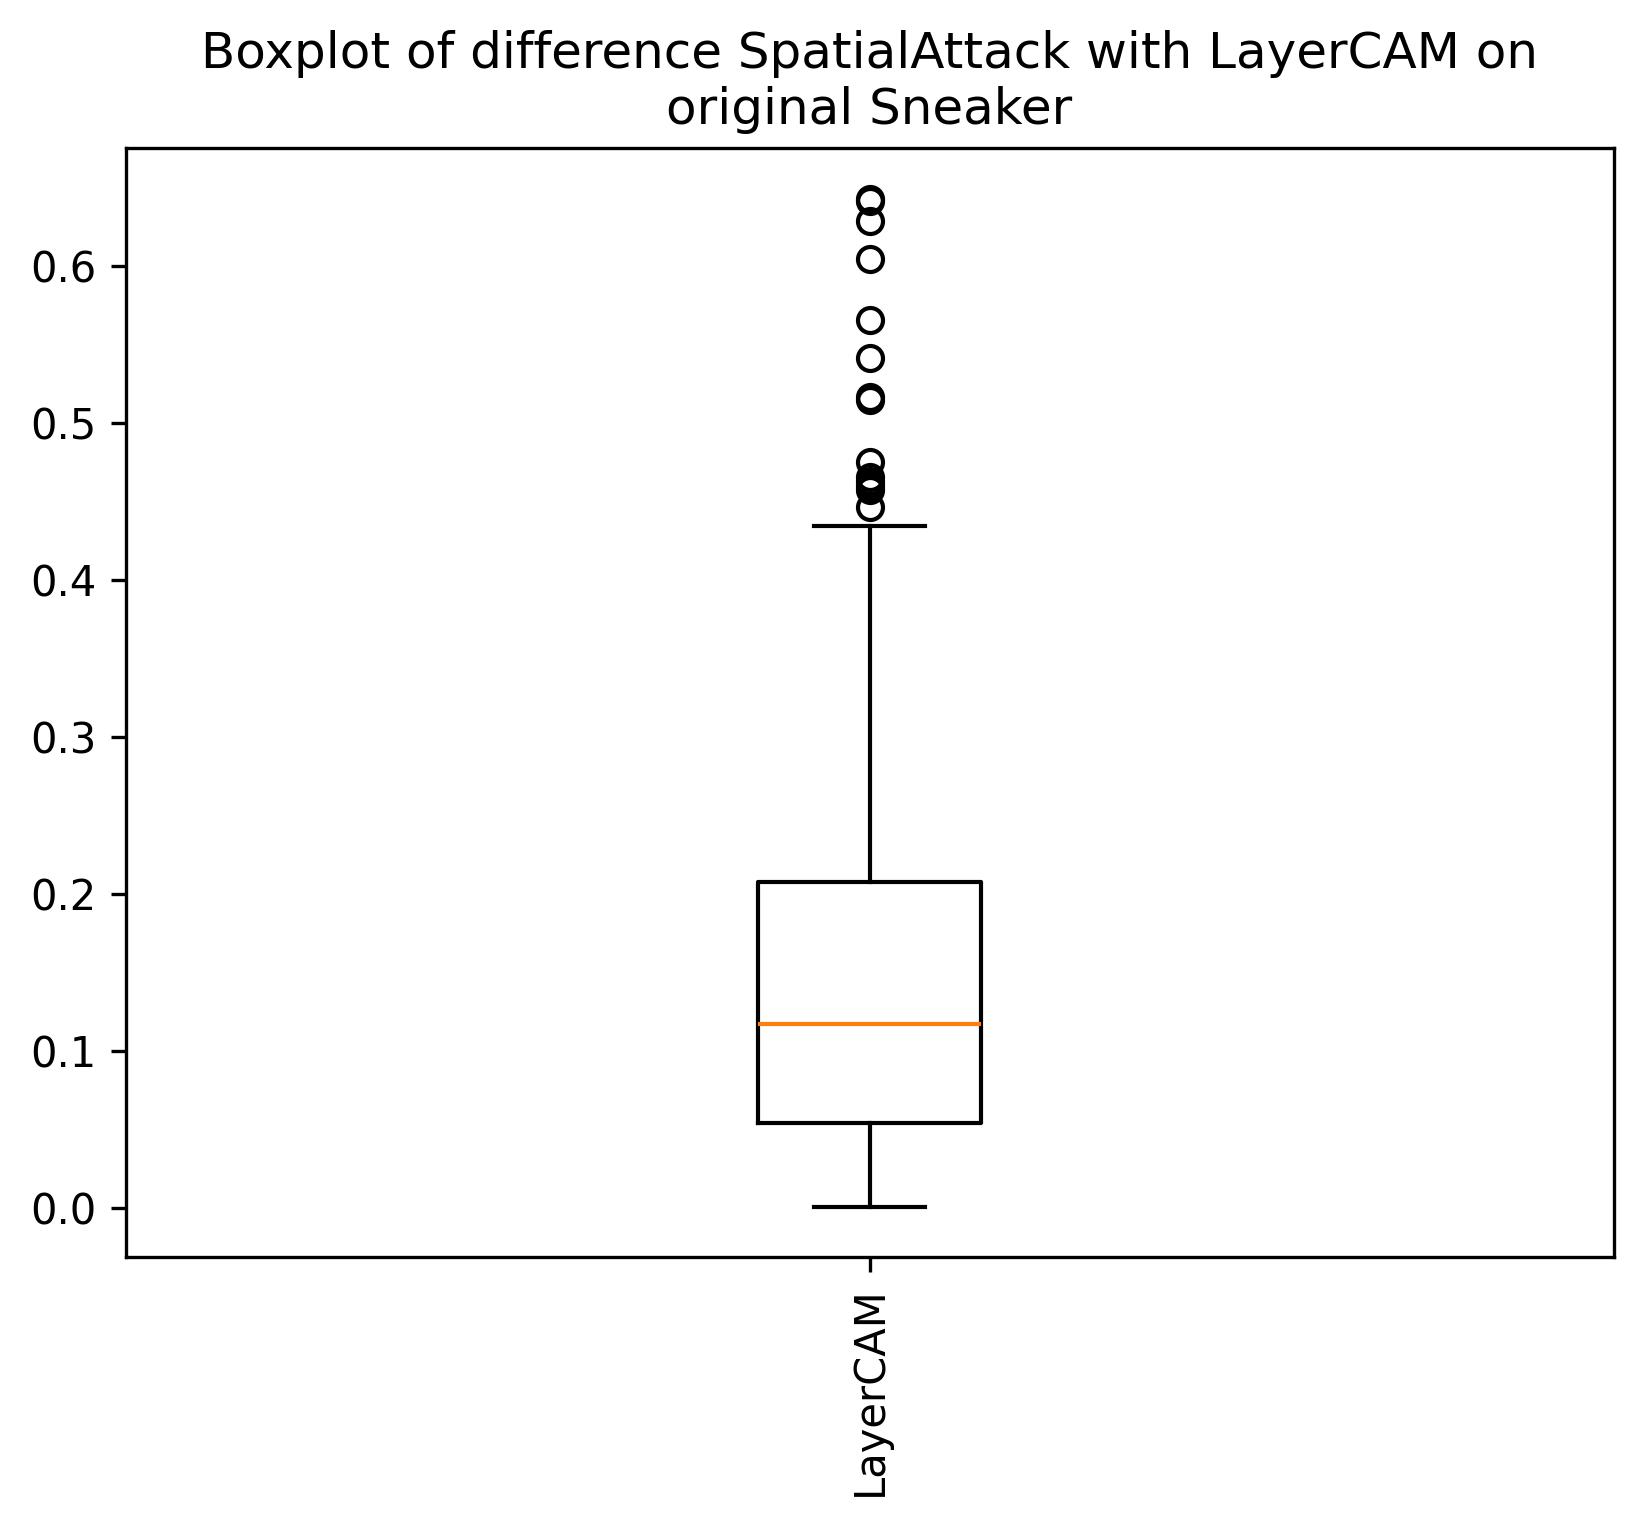 Boxplot of difference SpatialAttack with LayerCAM on
original Sneaker
0.6
0.5
0.4
0.3
0.2
0.1
0.0
LayerCAM